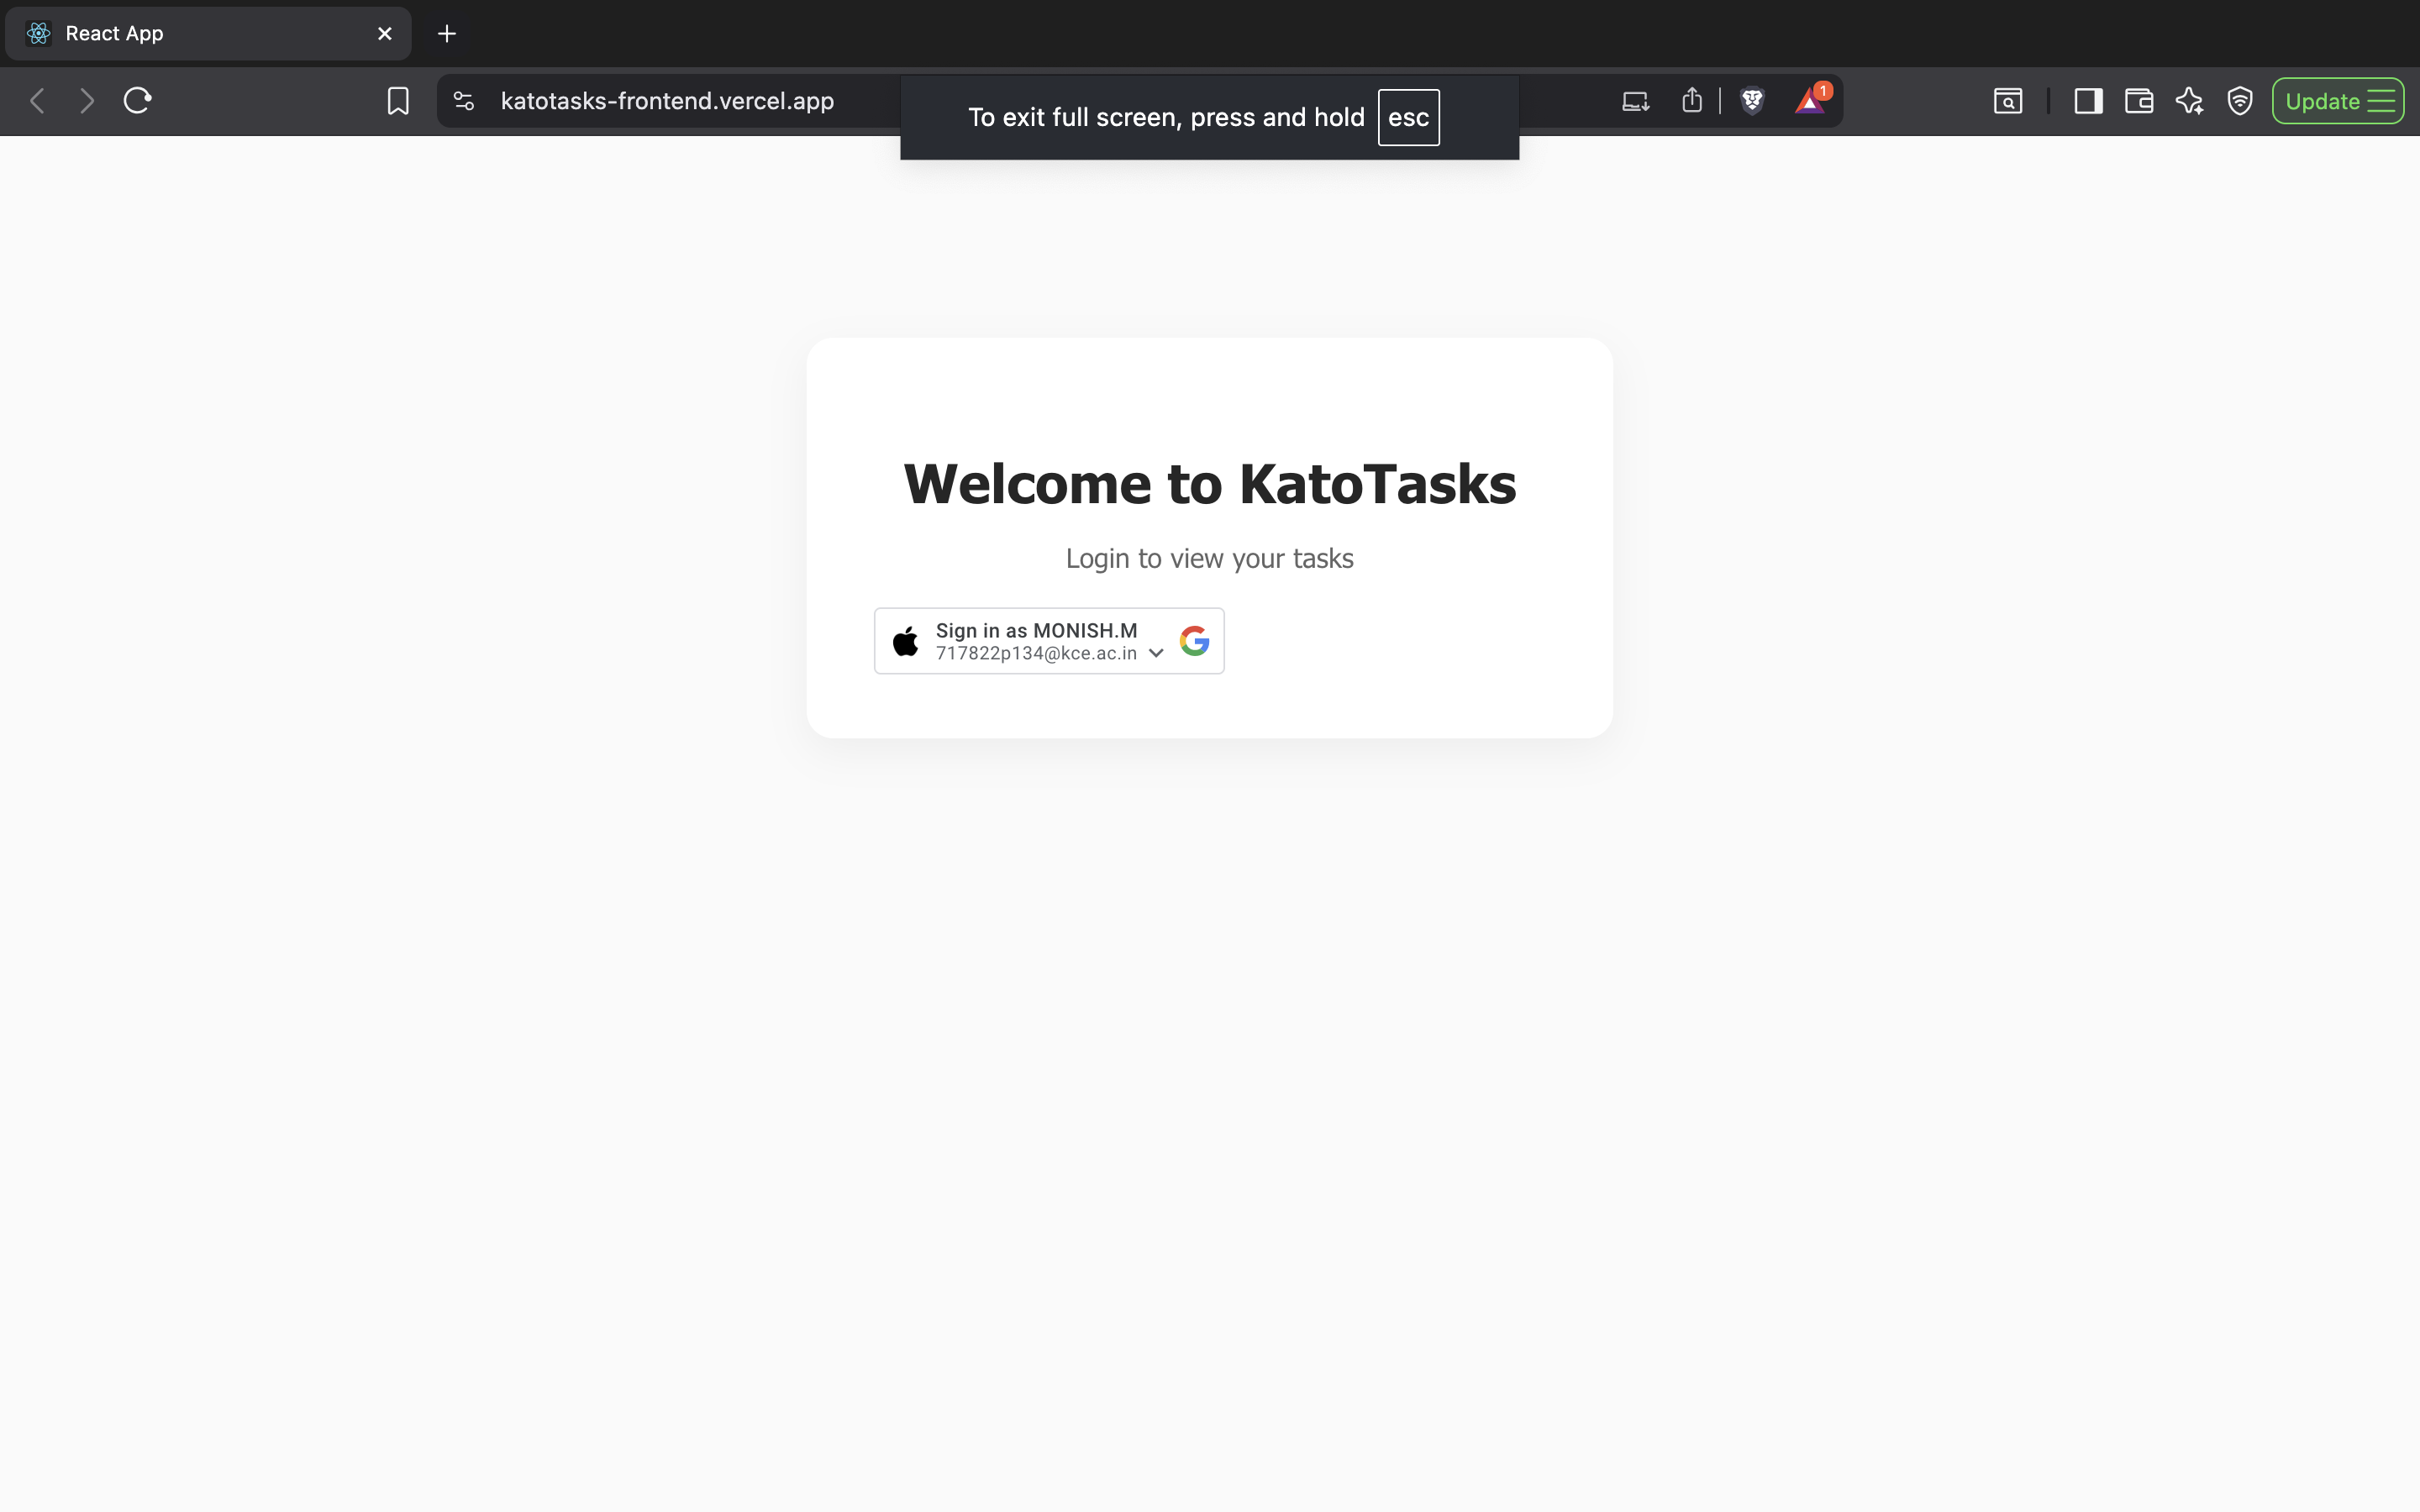 React App
katotasks-frontend.vercel.app
To exit full screen, press and hold esc
1
Update
Welcome to KatoTasks
Login to view your tasks
Sign in as MONISH.M
717822p134@kce.ac.in